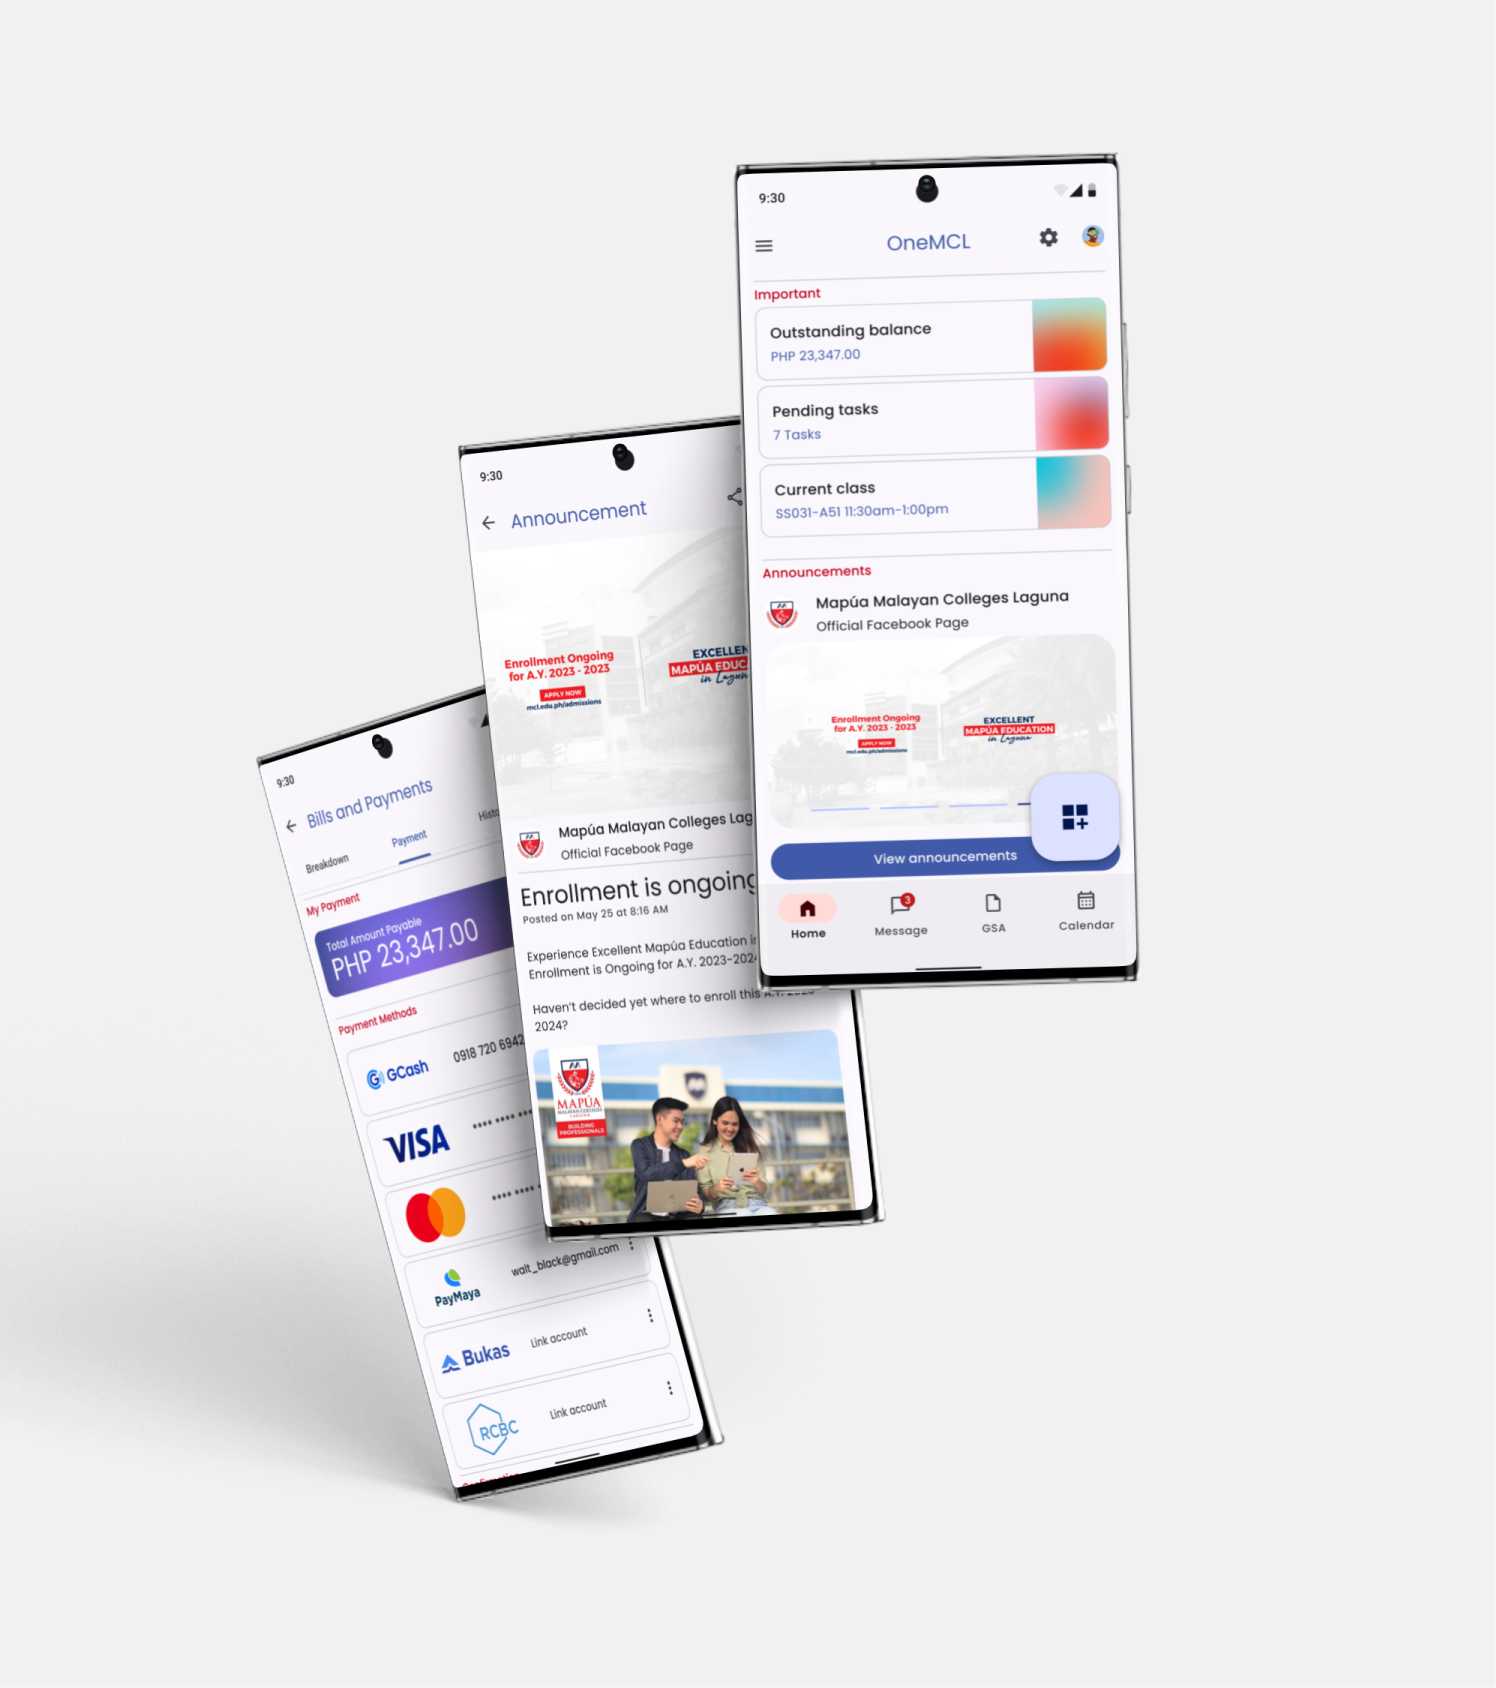 9:30
OneMCL
Important
Outstanding balance
PHP 23,347.00
Pending tasks
7 Tasks
Current class
SS031-A51 11:30am-1:00pm
Announcements
Mapúa Malayan Colleges Laguna
Official Facebook Page
Enrollment Ongoing
for A.Y. 2023 - 2023
APPLY NOW
mcl.edu.ph/admissions
EXCELLENT
MAPÚA EDUCATION
in Laguna
View announcements
3
Home
Message
GSA
Calendar
9:30
Announcement
Enrollment Ongoing
for A.Y. 2023 - 2023
APPLY NOW
mcl.edu.ph/admissions
EXCELLEN
MAPÚA EDUC
in Lagun
Mapúa Malayan Colleges Lag
Official Facebook Page
Enrollment is ongoing
Posted on May 25 at 8:16 AM
Experience Excellent Mapúa Education in
Enrollment is Ongoing for A.Y. 2023-202
Haven't decided yet where to enroll this A.Y. 2023-
2024?
MAPÚA
MALAYAN COLLEGES
LAGUNA
BUILDING
PROFESSIONALS
9:30
Bills and Payments
Breakdown
Payment
Histo
My Payment
Total Amount Payable
PHP 23,347.00
Payment Methods
GCash
0918 720 6942
VISA
•••• •••• ••
•••• ••••
PayMaya
walt_black@gmail.com
Bukas
Link account
RCBC
Link account